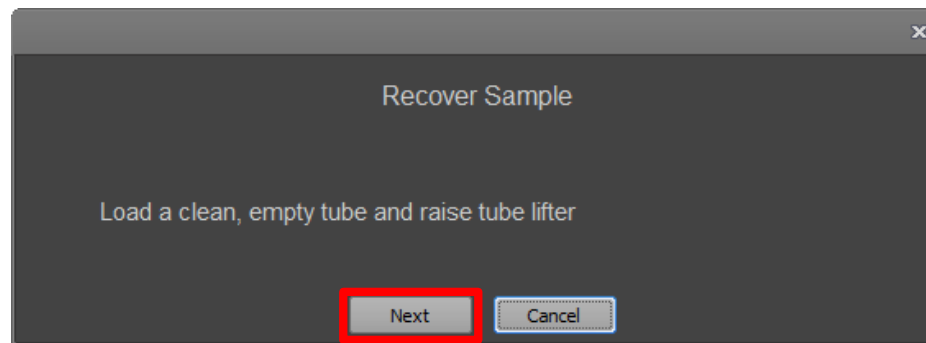 Recover Sample
Load a clean, empty tube and raise tube lifter
Next Cancel